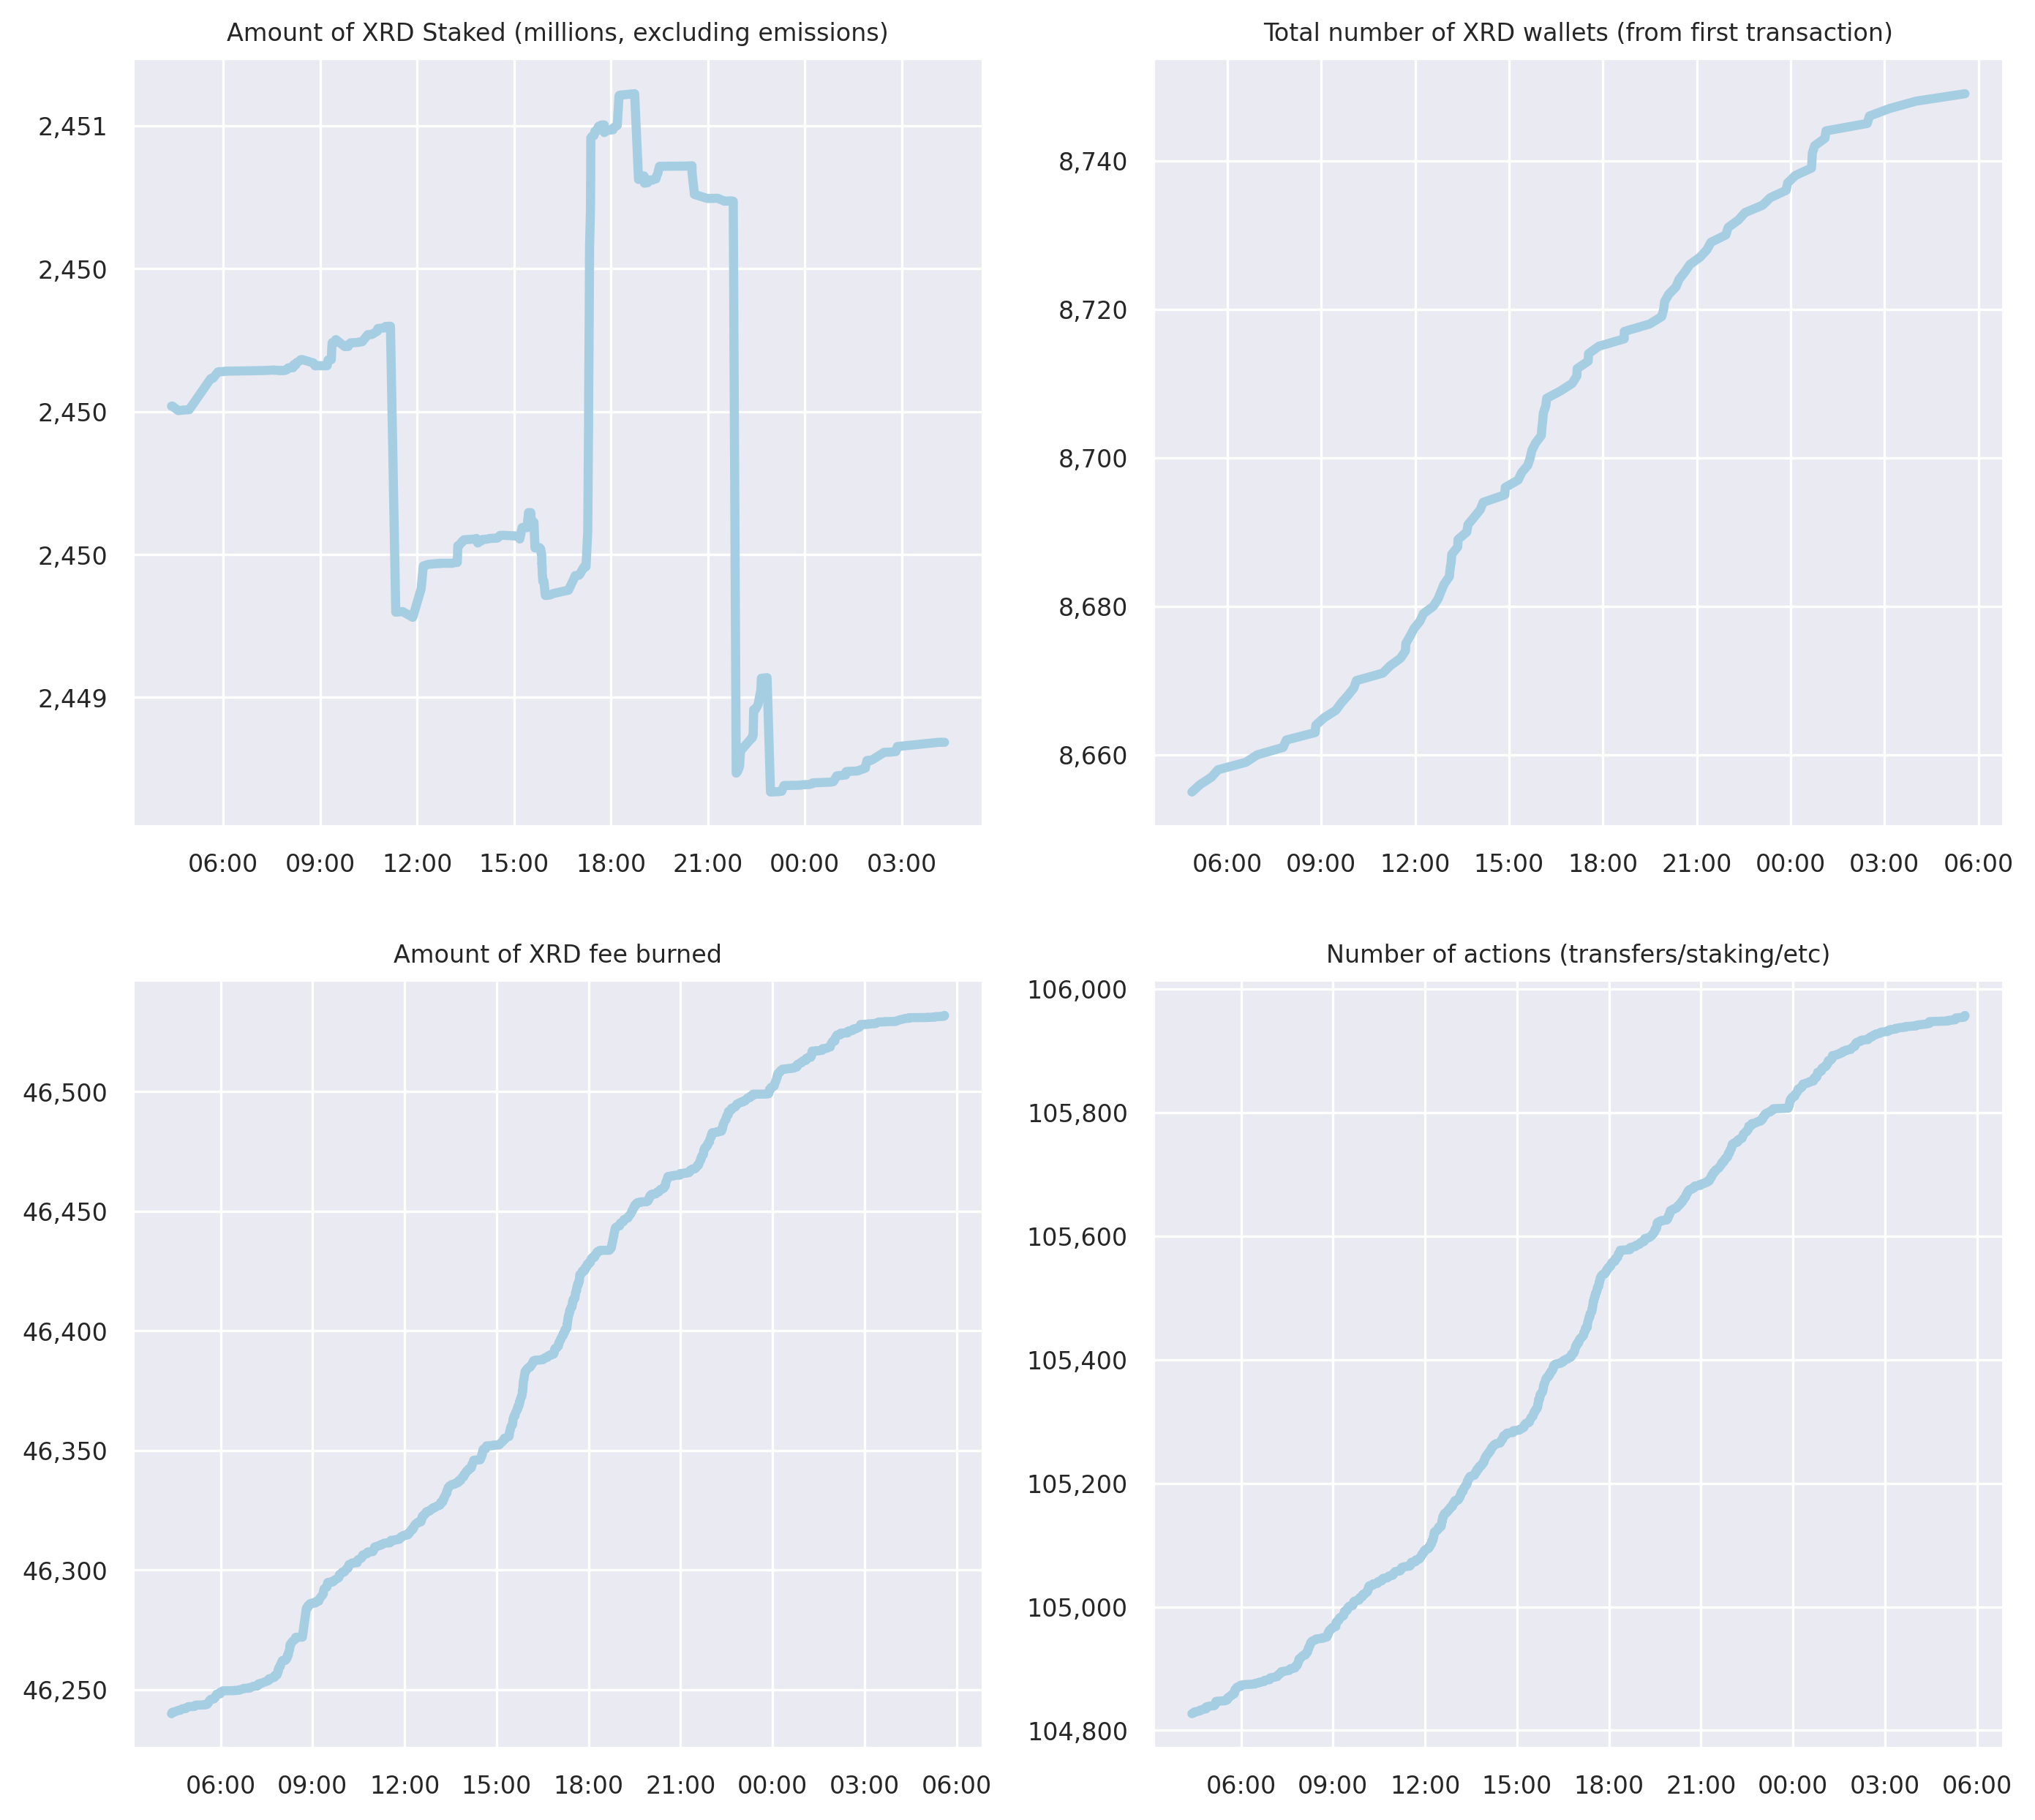 Amount of XRD Staked (millions, excluding emissions)
2,451
2,450
2,450
2,450
2,449
06:00 09:00 12:00 15:00 18:00 21:00 00:00 03:00
Total number of XRD wallets (from first transaction)
8,740
8,720
8,700
8,680
8,660
06:00 09:00 12:00 15:00 18:00 21:00 00:00 03:00 06:00
Amount of XRD fee burned
46,500
46,450
46,400
46,350
46,300
46,250
06:00 09:00 12:00 15:00 18:00 21:00 00:00 03:00 06:00
Number of actions (transfers/staking/etc)
106,000
105,800
105,600
105,400
105,200
105,000
104,800
06:00 09:00 12:00 15:00 18:00 21:00 00:00 03:00 06:00